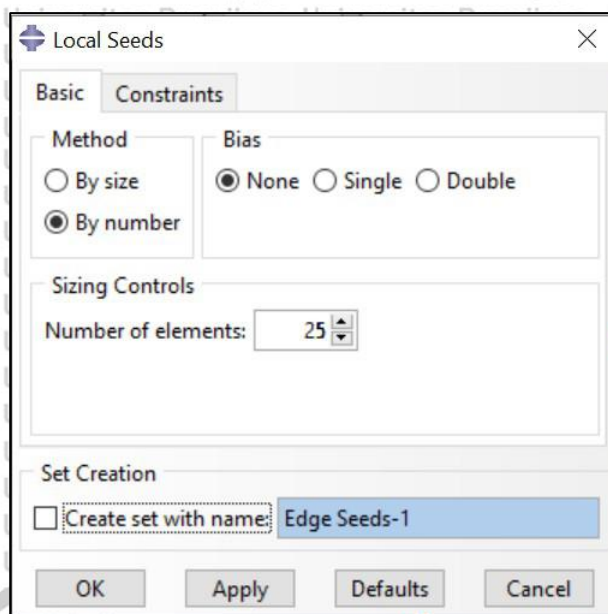 Local Seeds
Basic Constraints
Method Bias
By size None Single Double
By number
Sizing Controls
Number of elements: 25
Set Creation
Create set with name: Edge Seeds-1
OK Apply Defaults Cancel